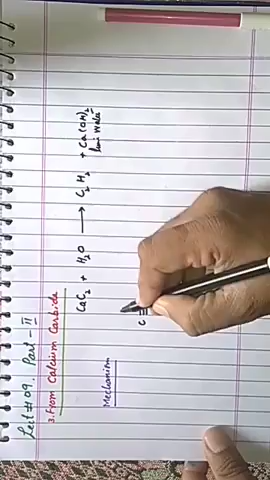 Lect # 09. Part - II
3. From Calcium Carbide
CaC₂ + H₂O ⟶ C₂H₂ + Ca(OH)₂
lime water
Mechanism
C≡